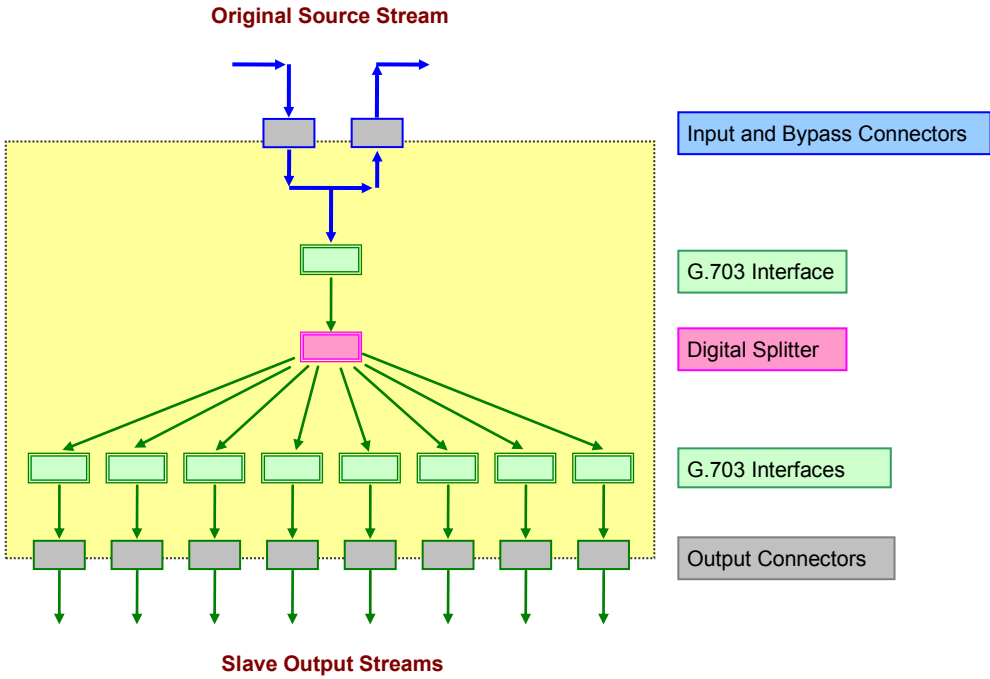 Original Source Stream
Input and Bypass Connectors
G.703 Interface
Digital Splitter
G.703 Interfaces
Output Connectors
Slave Output Streams